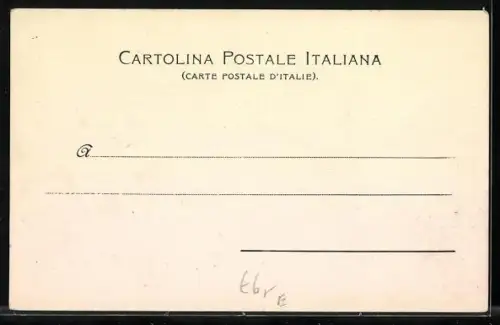 CARTOLINA POSTALE ITALIANA
(CARTE POSTALE D'ITALIE).
A